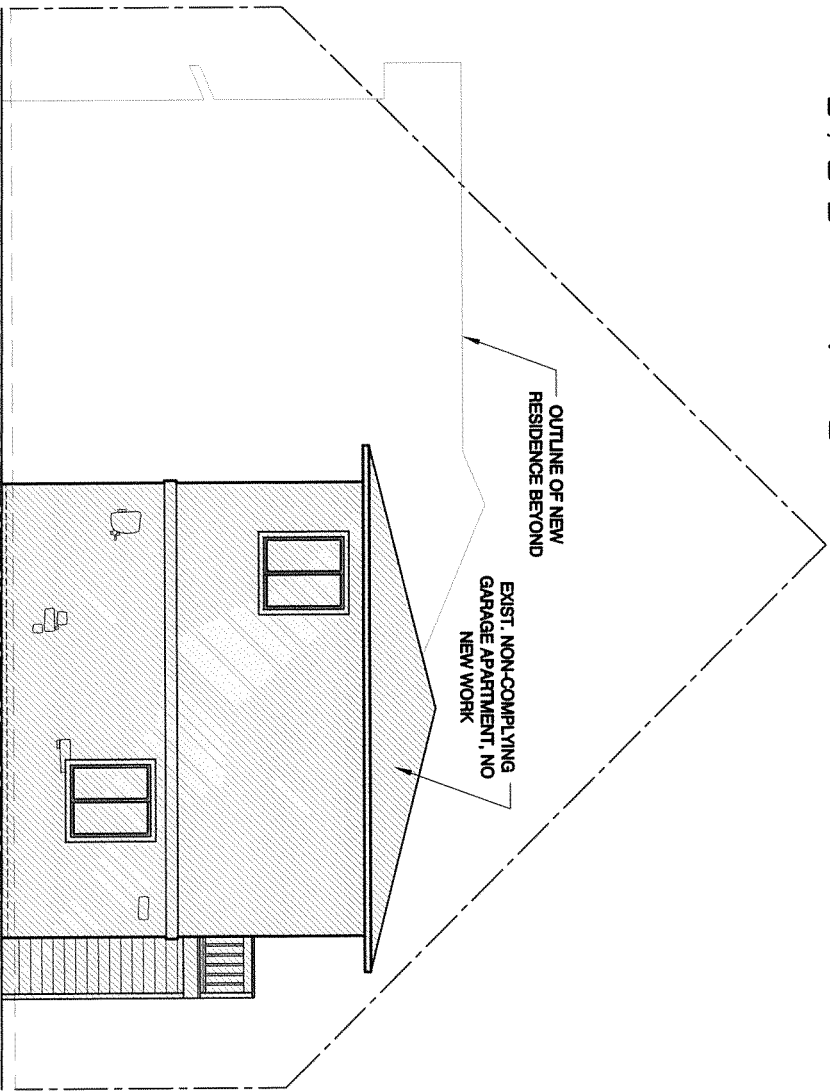 OUTLINE OF NEW
RESIDENCE BEYOND
EXIST. NON-COMPLYING
GARAGE APARTMENT, NO
NEW WORK